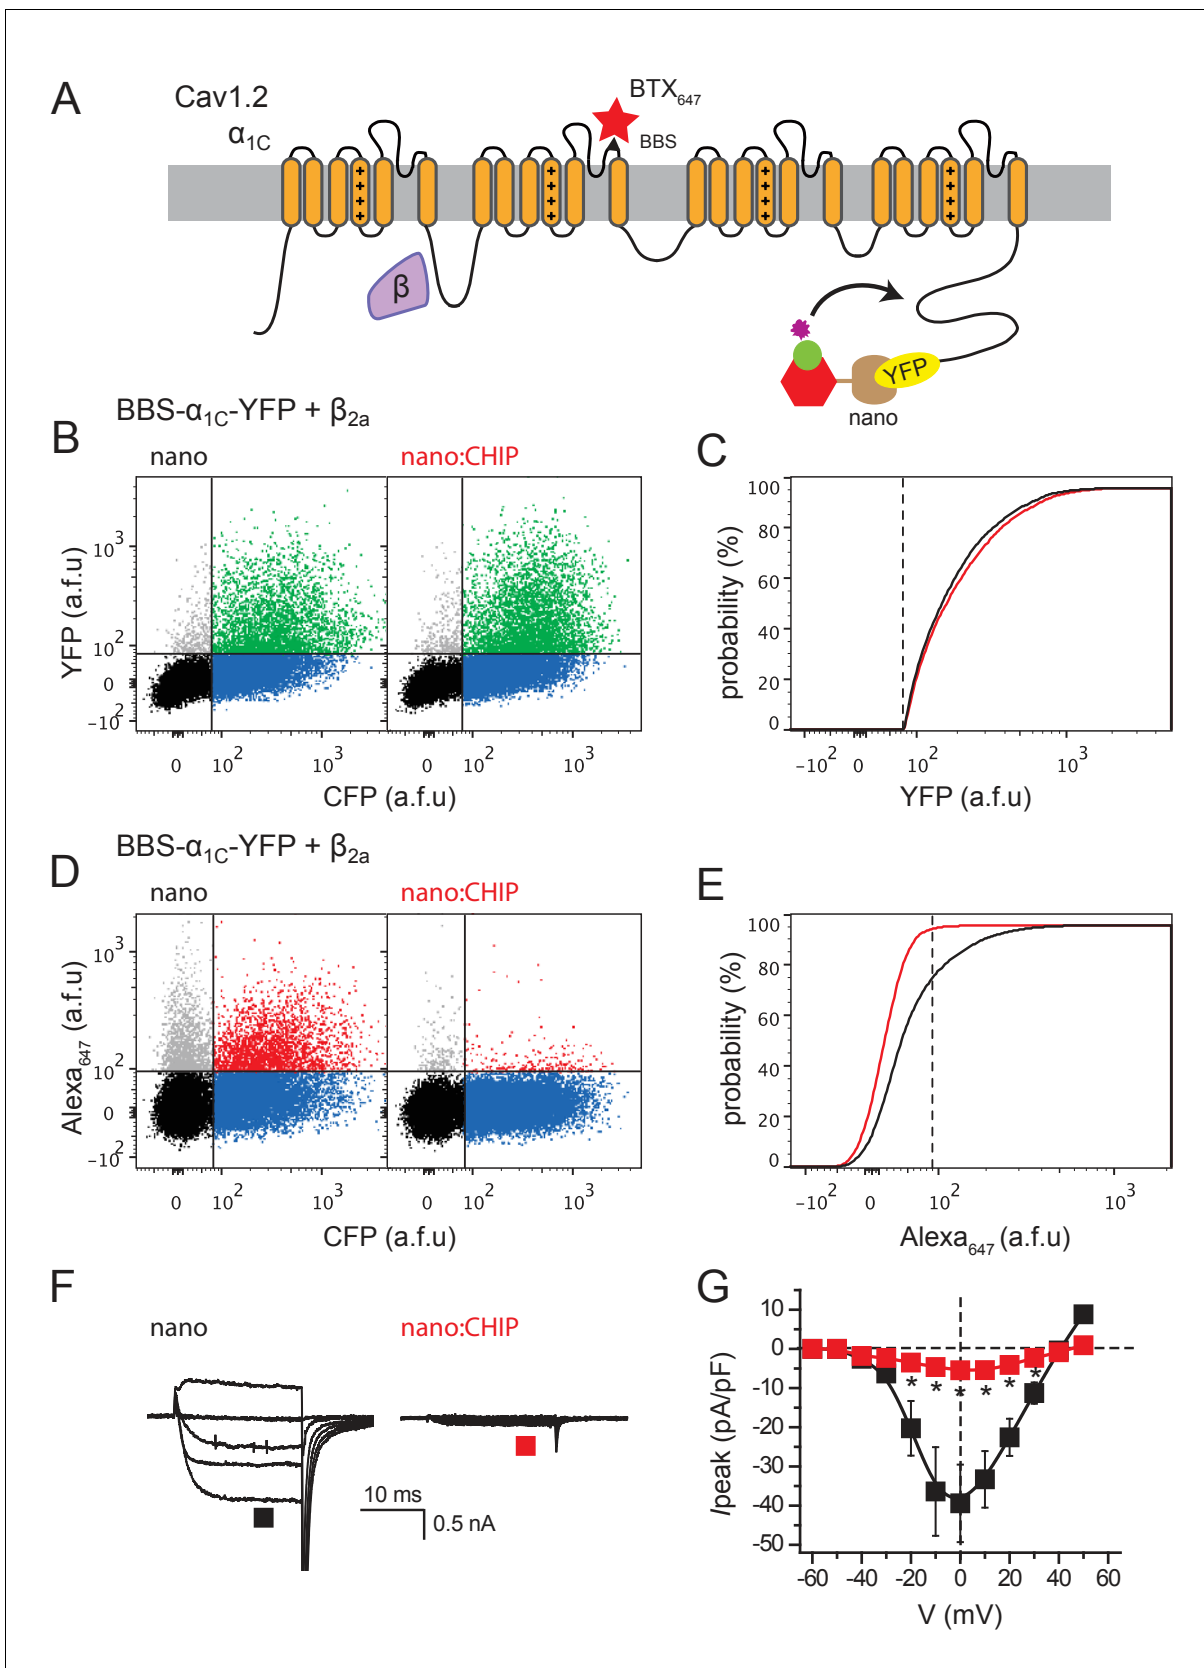 A
Cav1.2
α1C
BTX647
BBS
++++
++++
++++
++++
β
YFP
nano
BBS-α1C-YFP + β2a
B
nano
nano:CHIP
YFP (a.f.u)
10^3
10^2
0
-10^2
0
10^2
10^3
0
10^2
10^3
CFP (a.f.u)
C
probability (%)
100
80
60
40
20
0
-10^2
0
10^2
10^3
YFP (a.f.u)
BBS-α1C-YFP + β2a
D
nano
nano:CHIP
Alexa647 (a.f.u)
10^3
10^2
0
-10^2
0
10^2
10^3
0
10^2
10^3
CFP (a.f.u)
E
probability (%)
100
80
60
40
20
0
-10^2
0
10^2
10^3
Alexa647 (a.f.u)
F
nano
nano:CHIP
10 ms
0.5 nA
G
Ipeak (pA/pF)
10
0
-10
-20
-30
-40
-50
* * * * * *
-60
-40
-20
0
20
40
60
V (mV)